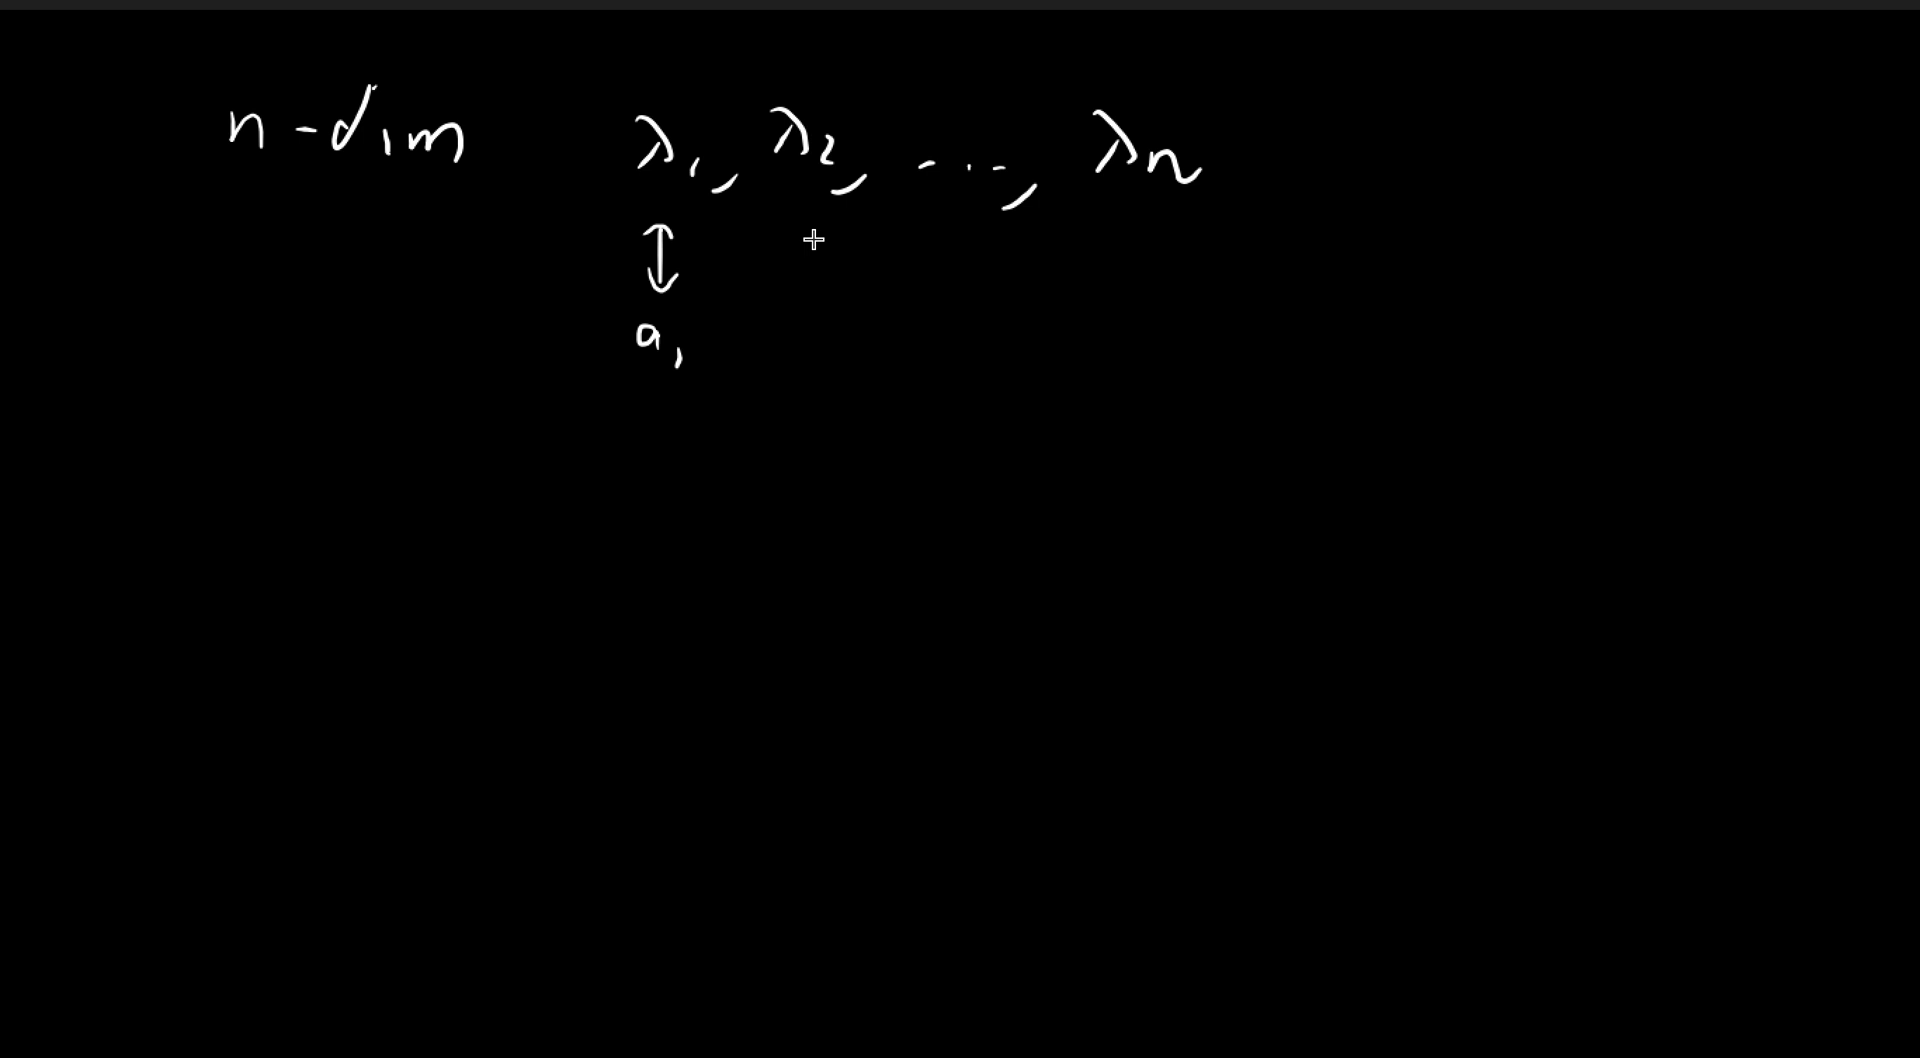 n-dim λ₁, λ₂, ..., λn
↕
a₁